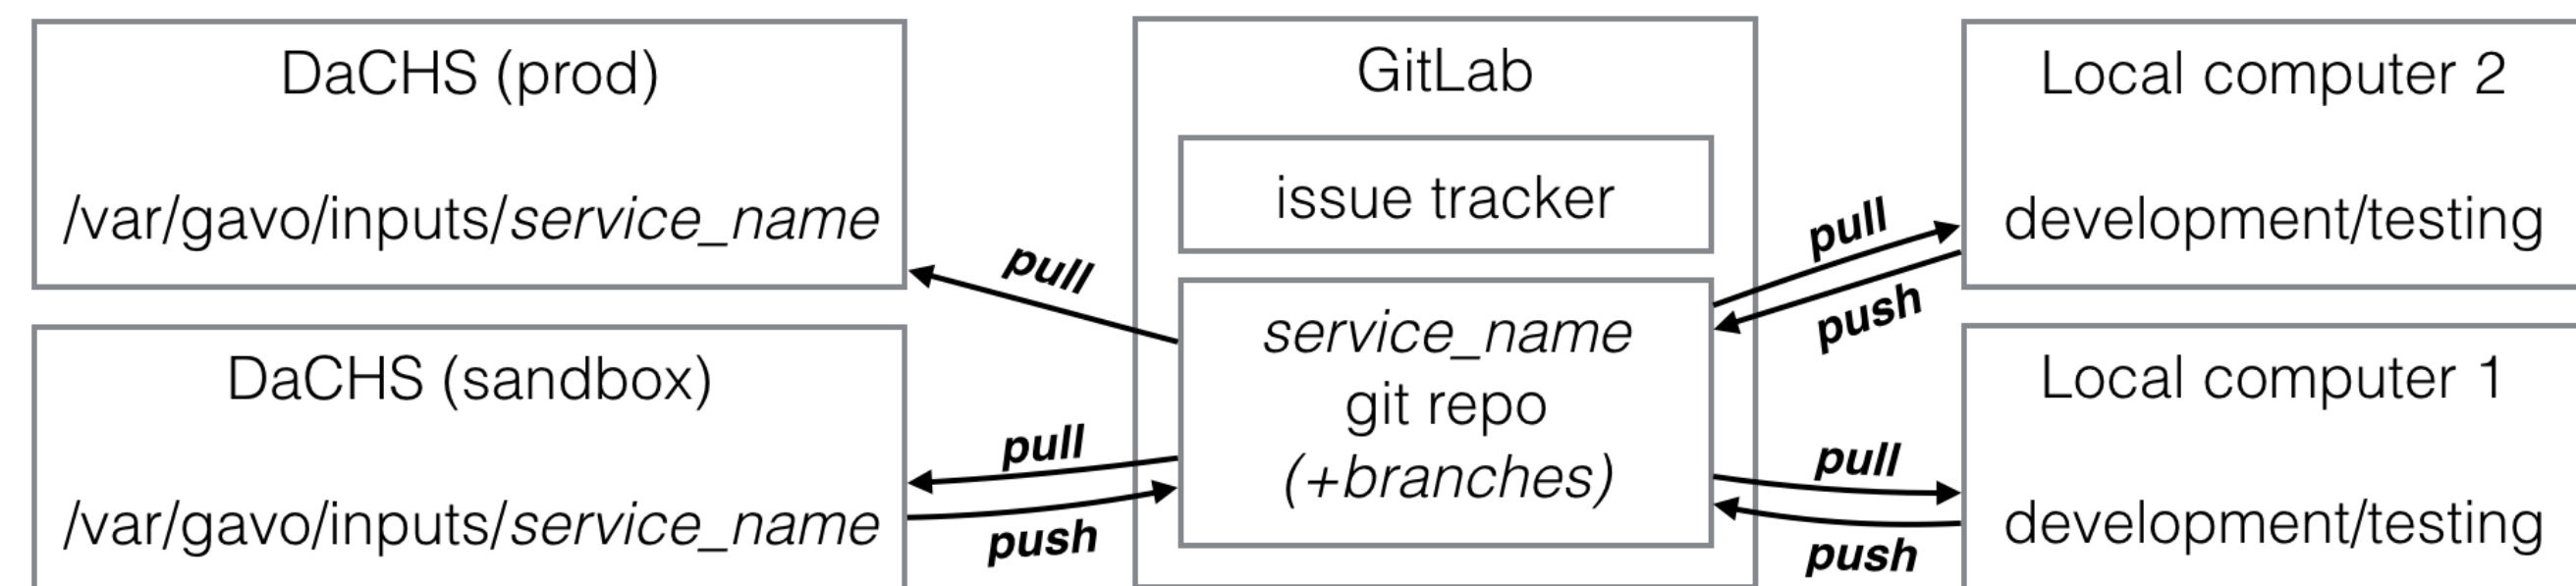 DaCHS (prod)
/var/gavo/inputs/service_name
pull
DaCHS (sandbox)
/var/gavo/inputs/service_name
pull
push
GitLab
issue tracker
service_name
git repo
(+branches)
pull
push
pull
push
Local computer 2
development/testing
Local computer 1
development/testing